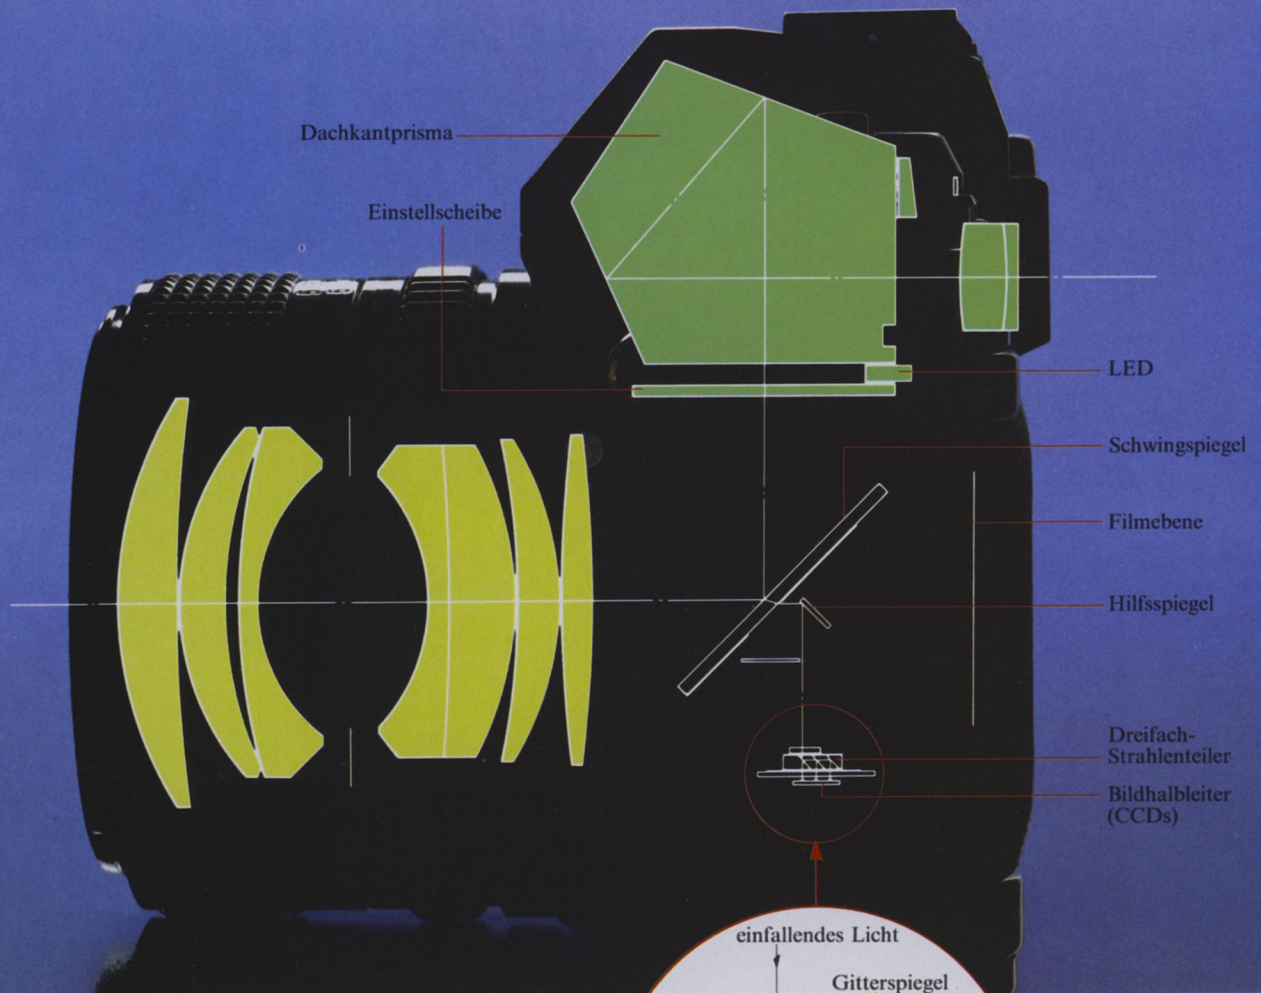 Dachkantprisma
Einstellscheibe
LED
Schwingspiegel
Filmebene
Hilfsspiegel
Dreifach-
Strahlenteiler
Bildhalbleiter
(CCDs)
einfallendes Licht
Gitterspiegel